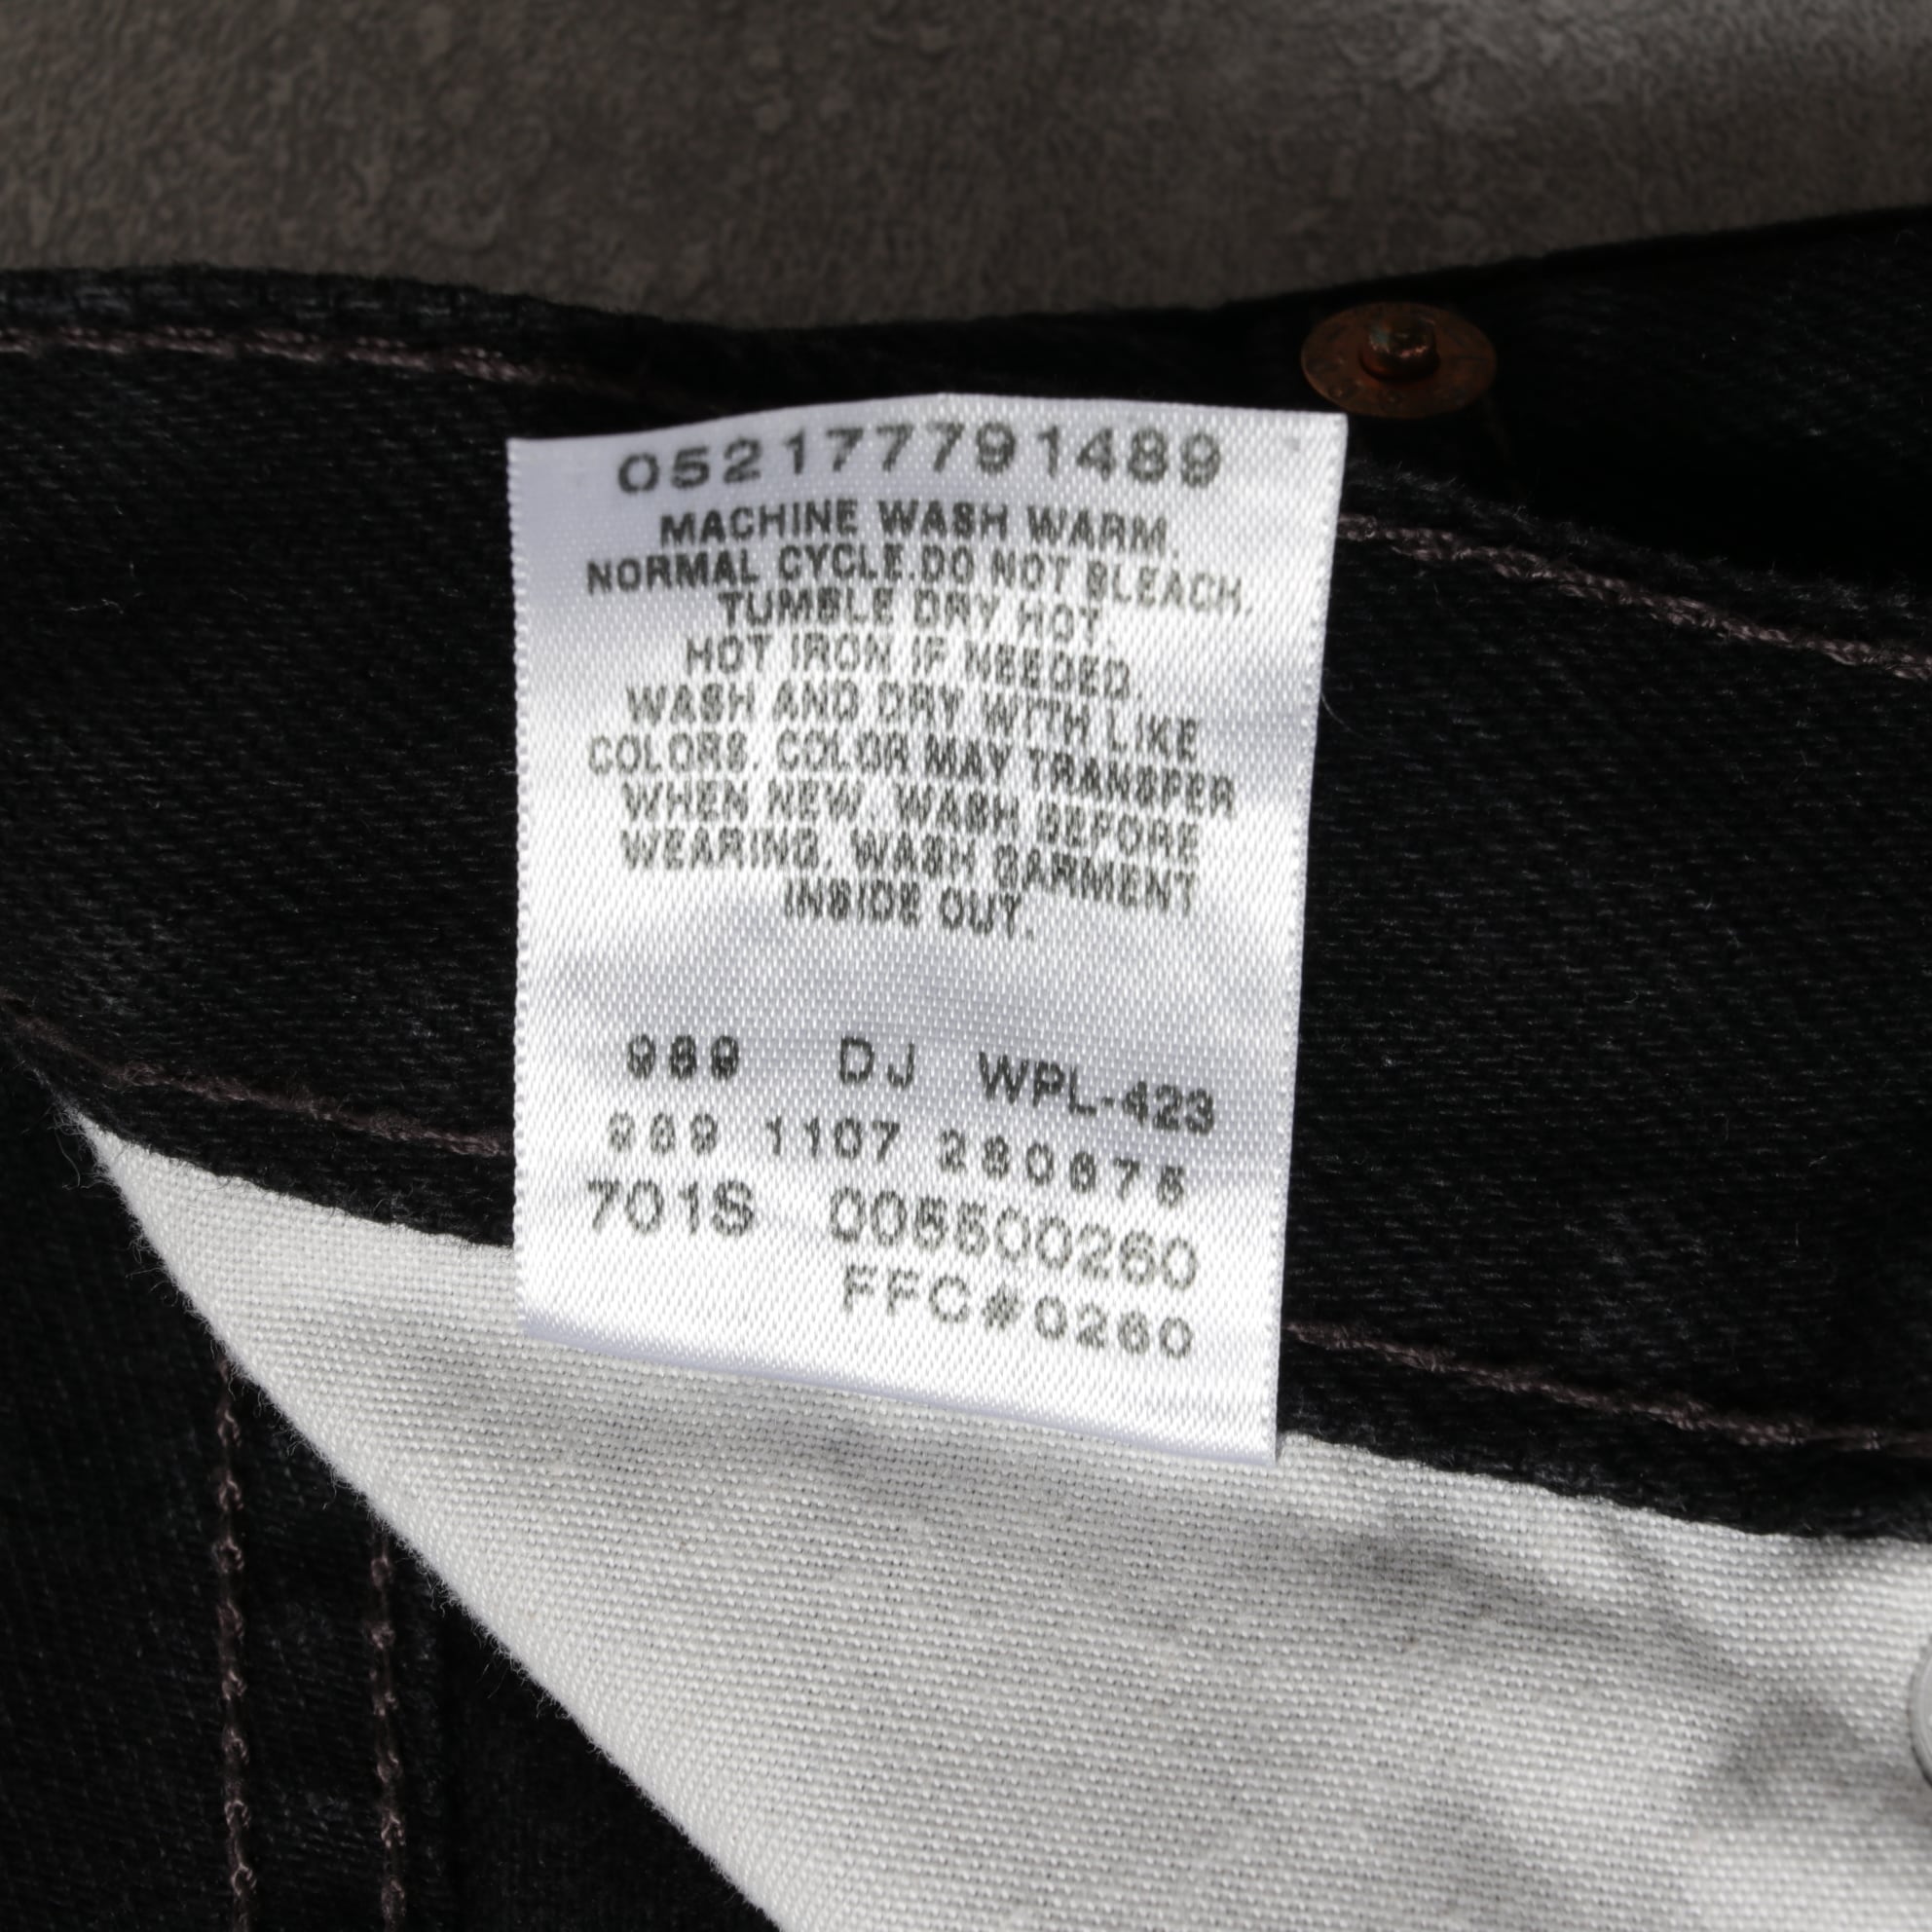 052177791489
MACHINE WASH WARM.
NORMAL CYCLE.DO NOT BLEACH.
TUMBLE DRY HOT.
HOT IRON IF NEEDED.
WASH AND DRY WITH LIKE
COLORS. COLOR MAY TRANSFER
WHEN NEW. WASH BEFORE
WEARING. WASH GARMENT
INSIDE OUT.
989 DJ WPL-423
989 1107
701S 005500260
FFC#0260